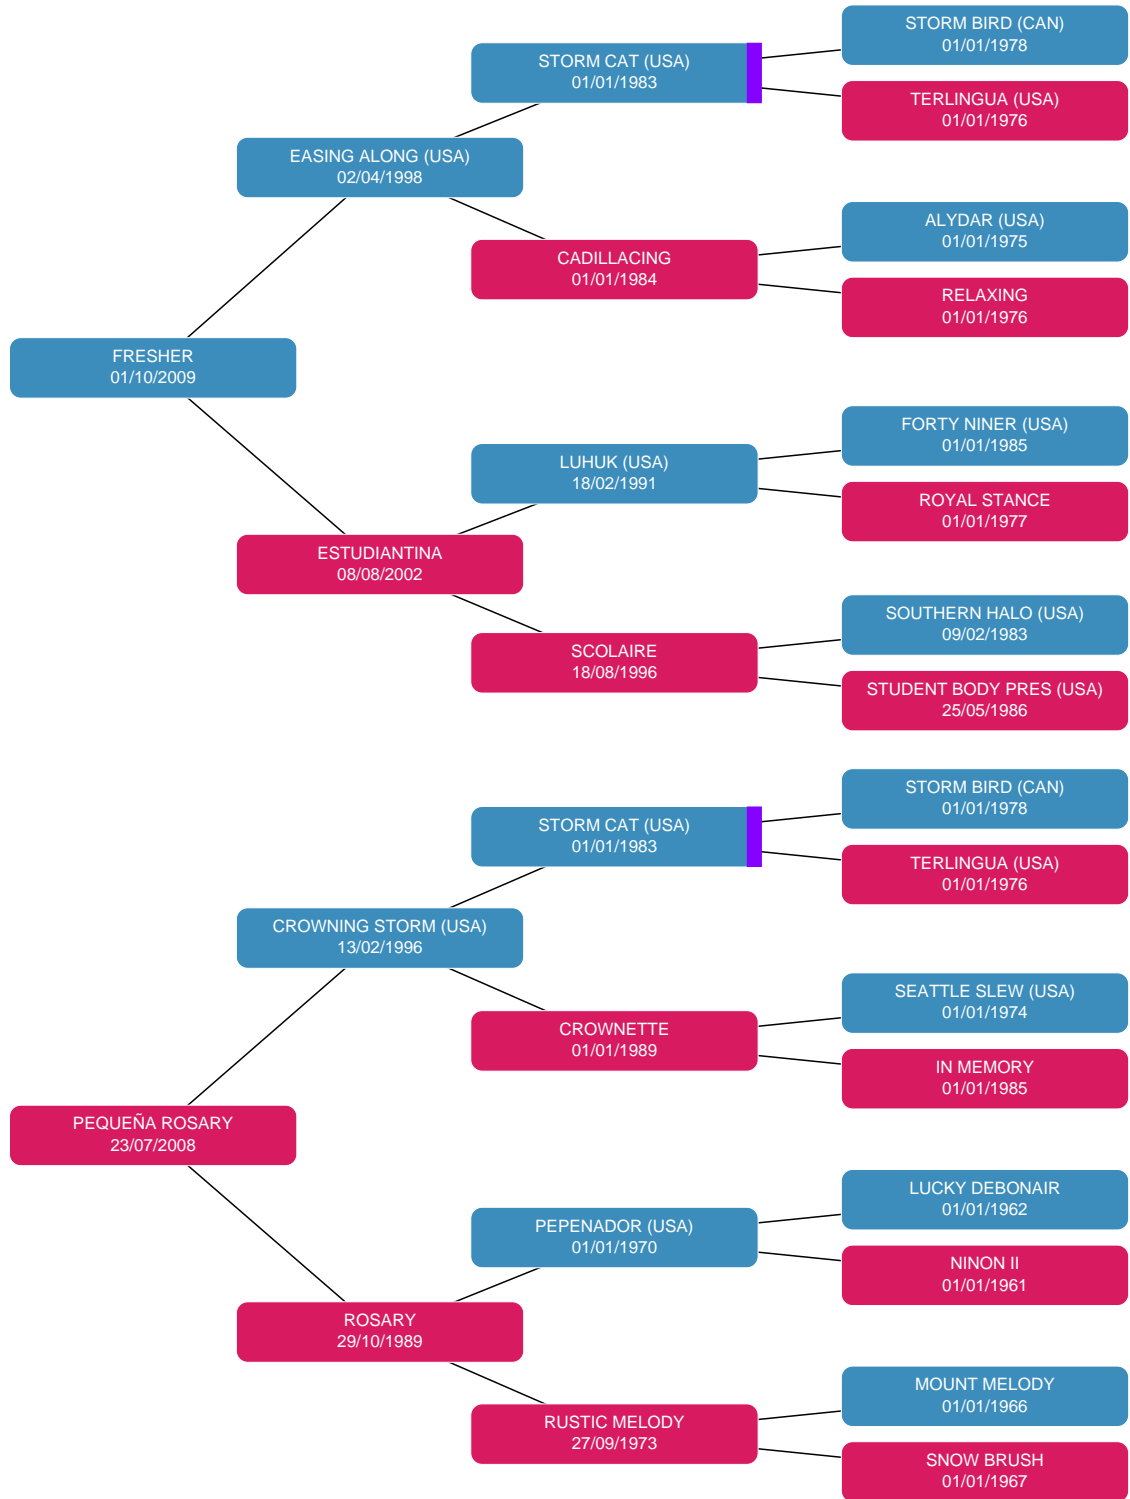 STORM BIRD (CAN)
01/01/1978
STORM CAT (USA)
01/01/1983
TERLINGUA (USA)
01/01/1976
EASING ALONG (USA)
02/04/1998
ALYDAR (USA)
01/01/1975
CADILLACING
01/01/1984
RELAXING
01/01/1976
FRESHER
01/10/2009
FORTY NINER (USA)
01/01/1985
LUHUK (USA)
18/02/1991
ROYAL STANCE
01/01/1977
ESTUDIANTINA
08/08/2002
SOUTHERN HALO (USA)
09/02/1983
SCOLAIRE
18/08/1996
STUDENT BODY PRES (USA)
25/05/1986
STORM BIRD (CAN)
01/01/1978
STORM CAT (USA)
01/01/1983
TERLINGUA (USA)
01/01/1976
CROWNING STORM (USA)
13/02/1996
SEATTLE SLEW (USA)
01/01/1974
CROWNETTE
01/01/1989
IN MEMORY
01/01/1985
PEQUEÑA ROSARY
23/07/2008
LUCKY DEBONAIR
01/01/1962
PEPENADOR (USA)
01/01/1970
NINON II
01/01/1961
ROSARY
29/10/1989
MOUNT MELODY
01/01/1966
RUSTIC MELODY
27/09/1973
SNOW BRUSH
01/01/1967